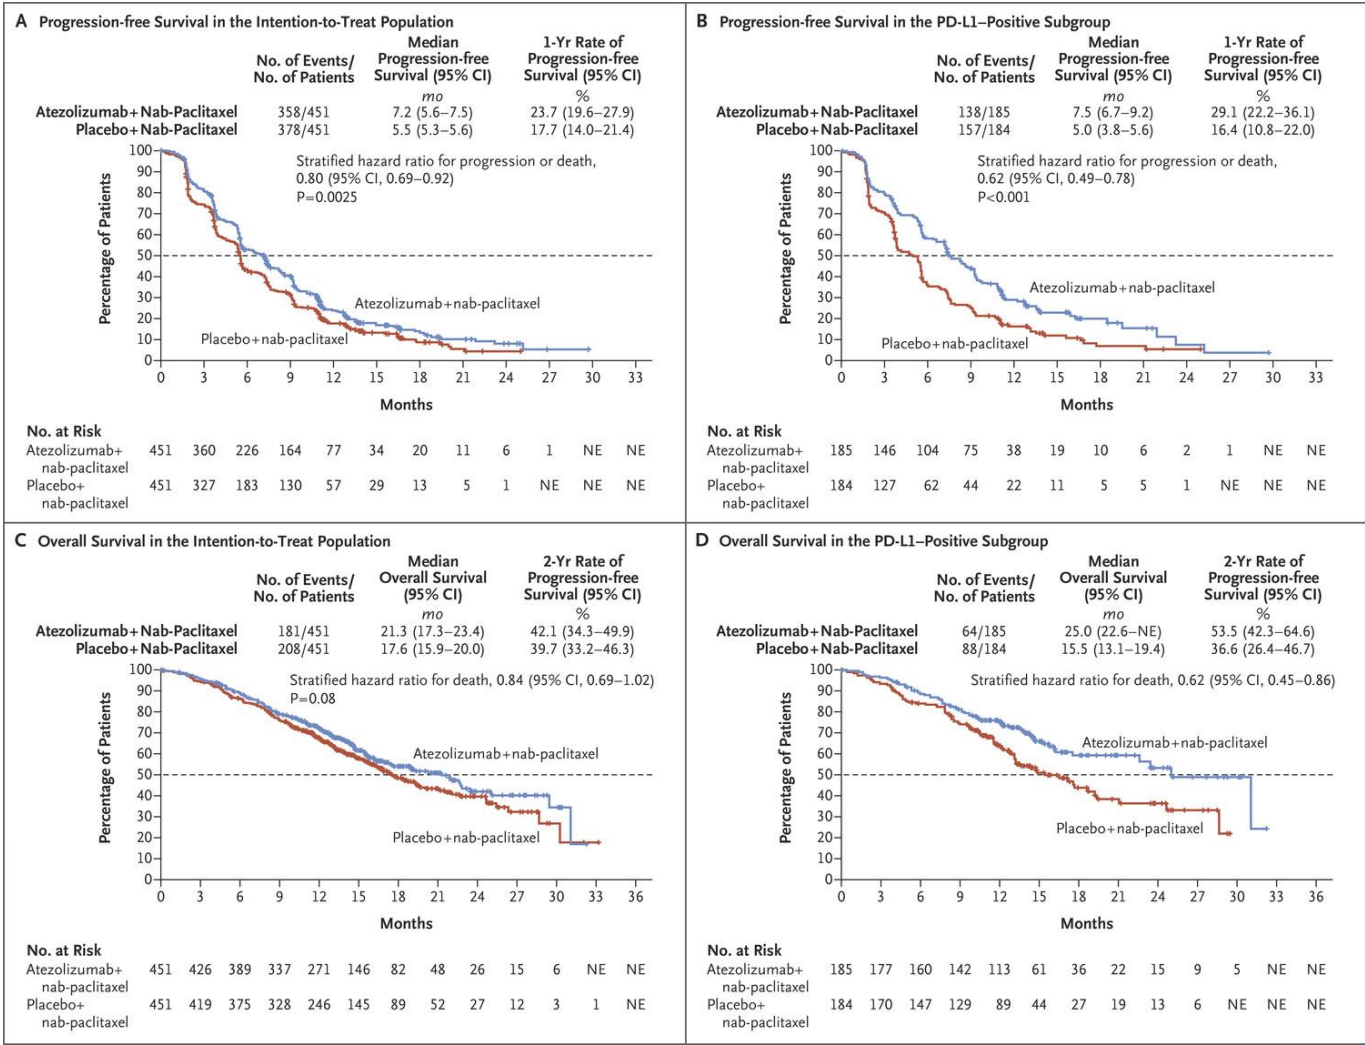 A Progression-free Survival in the Intention-to-Treat Population
No. of Events/
No. of Patients
Median
Progression-free
Survival (95% CI)
1-Yr Rate of
Progression-free
Survival (95% CI)
mo
%
Atezolizumab+Nab-Paclitaxel 358/451 7.2 (5.6–7.5) 23.7 (19.6–27.9)
Placebo+Nab-Paclitaxel 378/451 5.5 (5.3–5.6) 17.7 (14.0–21.4)
Stratified hazard ratio for progression or death,
0.80 (95% CI, 0.69–0.92)
P=0.0025
Percentage of Patients
100
90
80
70
60
50
40
30
20
10
0
Atezolizumab+nab-paclitaxel
Placebo+nab-paclitaxel
0 3 6 9 12 15 18 21 24 27 30 33
Months
No. at Risk
Atezolizumab+
nab-paclitaxel
451 360 226 164 77 34 20 11 6 1 NE NE
Placebo+
nab-paclitaxel
451 327 183 130 57 29 13 5 1 NE NE NE
B Progression-free Survival in the PD-L1–Positive Subgroup
No. of Events/
No. of Patients
Median
Progression-free
Survival (95% CI)
1-Yr Rate of
Progression-free
Survival (95% CI)
mo
%
Atezolizumab+Nab-Paclitaxel 138/185 7.5 (6.7–9.2) 29.1 (22.2–36.1)
Placebo+Nab-Paclitaxel 157/184 5.0 (3.8–5.6) 16.4 (10.8–22.0)
Stratified hazard ratio for progression or death,
0.62 (95% CI, 0.49–0.78)
P<0.001
Percentage of Patients
100
90
80
70
60
50
40
30
20
10
0
Atezolizumab+nab-paclitaxel
Placebo+nab-paclitaxel
0 3 6 9 12 15 18 21 24 27 30 33
Months
No. at Risk
Atezolizumab+
nab-paclitaxel
185 146 104 75 38 19 10 6 2 1 NE NE
Placebo+
nab-paclitaxel
184 127 62 44 22 11 5 5 1 NE NE NE
C Overall Survival in the Intention-to-Treat Population
No. of Events/
No. of Patients
Median
Overall Survival
(95% CI)
2-Yr Rate of
Progression-free
Survival (95% CI)
mo
%
Atezolizumab+Nab-Paclitaxel 181/451 21.3 (17.3–23.4) 42.1 (34.3–49.9)
Placebo+Nab-Paclitaxel 208/451 17.6 (15.9–20.0) 39.7 (33.2–46.3)
Stratified hazard ratio for death, 0.84 (95% CI, 0.69–1.02)
P=0.08
Percentage of Patients
100
90
80
70
60
50
40
30
20
10
0
Atezolizumab+nab-paclitaxel
Placebo+nab-paclitaxel
0 3 6 9 12 15 18 21 24 27 30 33 36
Months
No. at Risk
Atezolizumab+
nab-paclitaxel
451 426 389 337 271 146 82 48 26 15 6 NE NE
Placebo+
nab-paclitaxel
451 419 375 328 246 145 89 52 27 12 3 1 NE
D Overall Survival in the PD-L1–Positive Subgroup
No. of Events/
No. of Patients
Median
Overall Survival
(95% CI)
2-Yr Rate of
Progression-free
Survival (95% CI)
mo
%
Atezolizumab+Nab-Paclitaxel 64/185 25.0 (22.6–NE) 53.5 (42.3–64.6)
Placebo+Nab-Paclitaxel 88/184 15.5 (13.1–19.4) 36.6 (26.4–46.7)
Stratified hazard ratio for death, 0.62 (95% CI, 0.45–0.86)
Percentage of Patients
100
90
80
70
60
50
40
30
20
10
0
Atezolizumab+nab-paclitaxel
Placebo+nab-paclitaxel
0 3 6 9 12 15 18 21 24 27 30 33 36
Months
No. at Risk
Atezolizumab+
nab-paclitaxel
185 177 160 142 113 61 36 22 15 9 5 NE NE
Placebo+
nab-paclitaxel
184 170 147 129 89 44 27 19 13 6 NE NE NE